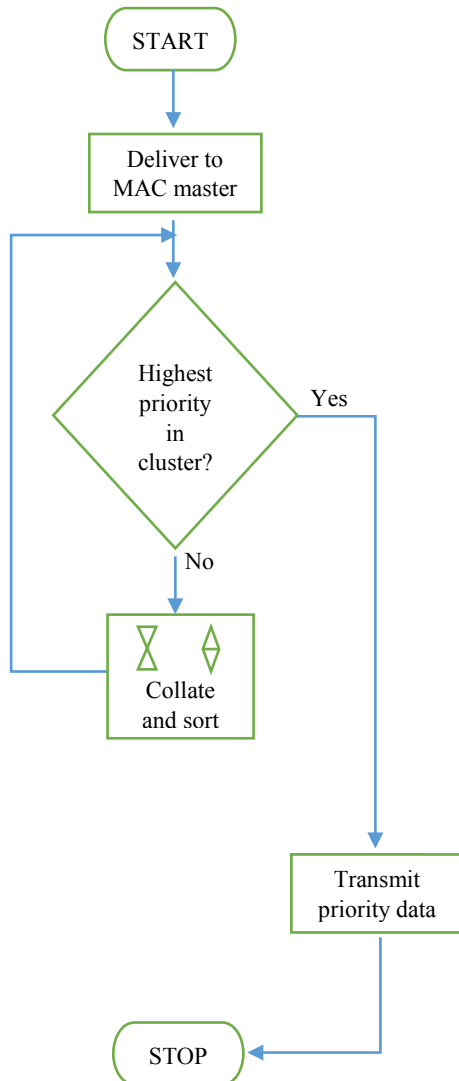 START
Deliver to
MAC master
Highest
priority
in
cluster?
Yes
No
Collate
and sort
Transmit
priority data
STOP